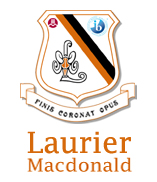 FINIS CORONAT OPUS
Laurier
Macdonald